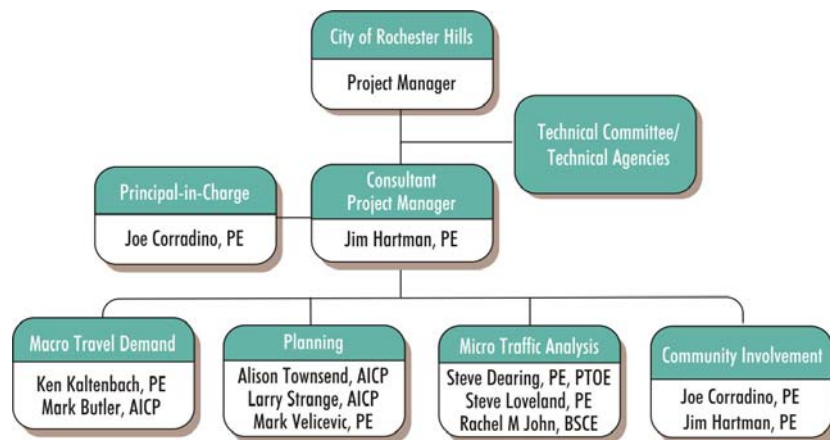 City of Rochester Hills
Project Manager
Technical Committee/
Technical Agencies
Principal-in-Charge
Joe Corradino, PE
Consultant
Project Manager
Jim Hartman, PE
Macro Travel Demand
Ken Kaltenbach, PE
Mark Butler, AICP
Planning
Alison Townsend, AICP
Larry Strange, AICP
Mark Velicevic, PE
Micro Traffic Analysis
Steve Dearing, PE, PTOE
Steve Loveland, PE
Rachel M John, BSCE
Community Involvement
Joe Corradino, PE
Jim Hartman, PE